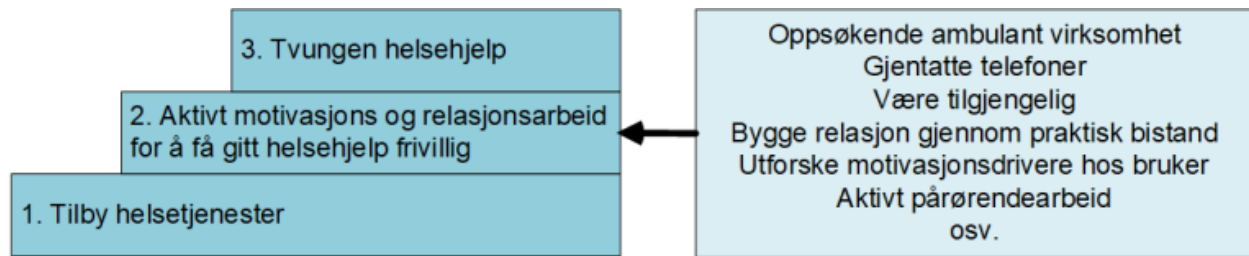 3. Tvungen helsehjelp
2. Aktivt motivasjons og relasjonsarbeid
for å få gitt helsehjelp frivillig
1. Tilby helsetjenester
Oppsøkende ambulant virksomhet
Gjentatte telefoner
Være tilgjengelig
Bygge relasjon gjennom praktisk bistand
Utforske motivasjonsdrivere hos bruker
Aktivt pårørendearbeid
osv.